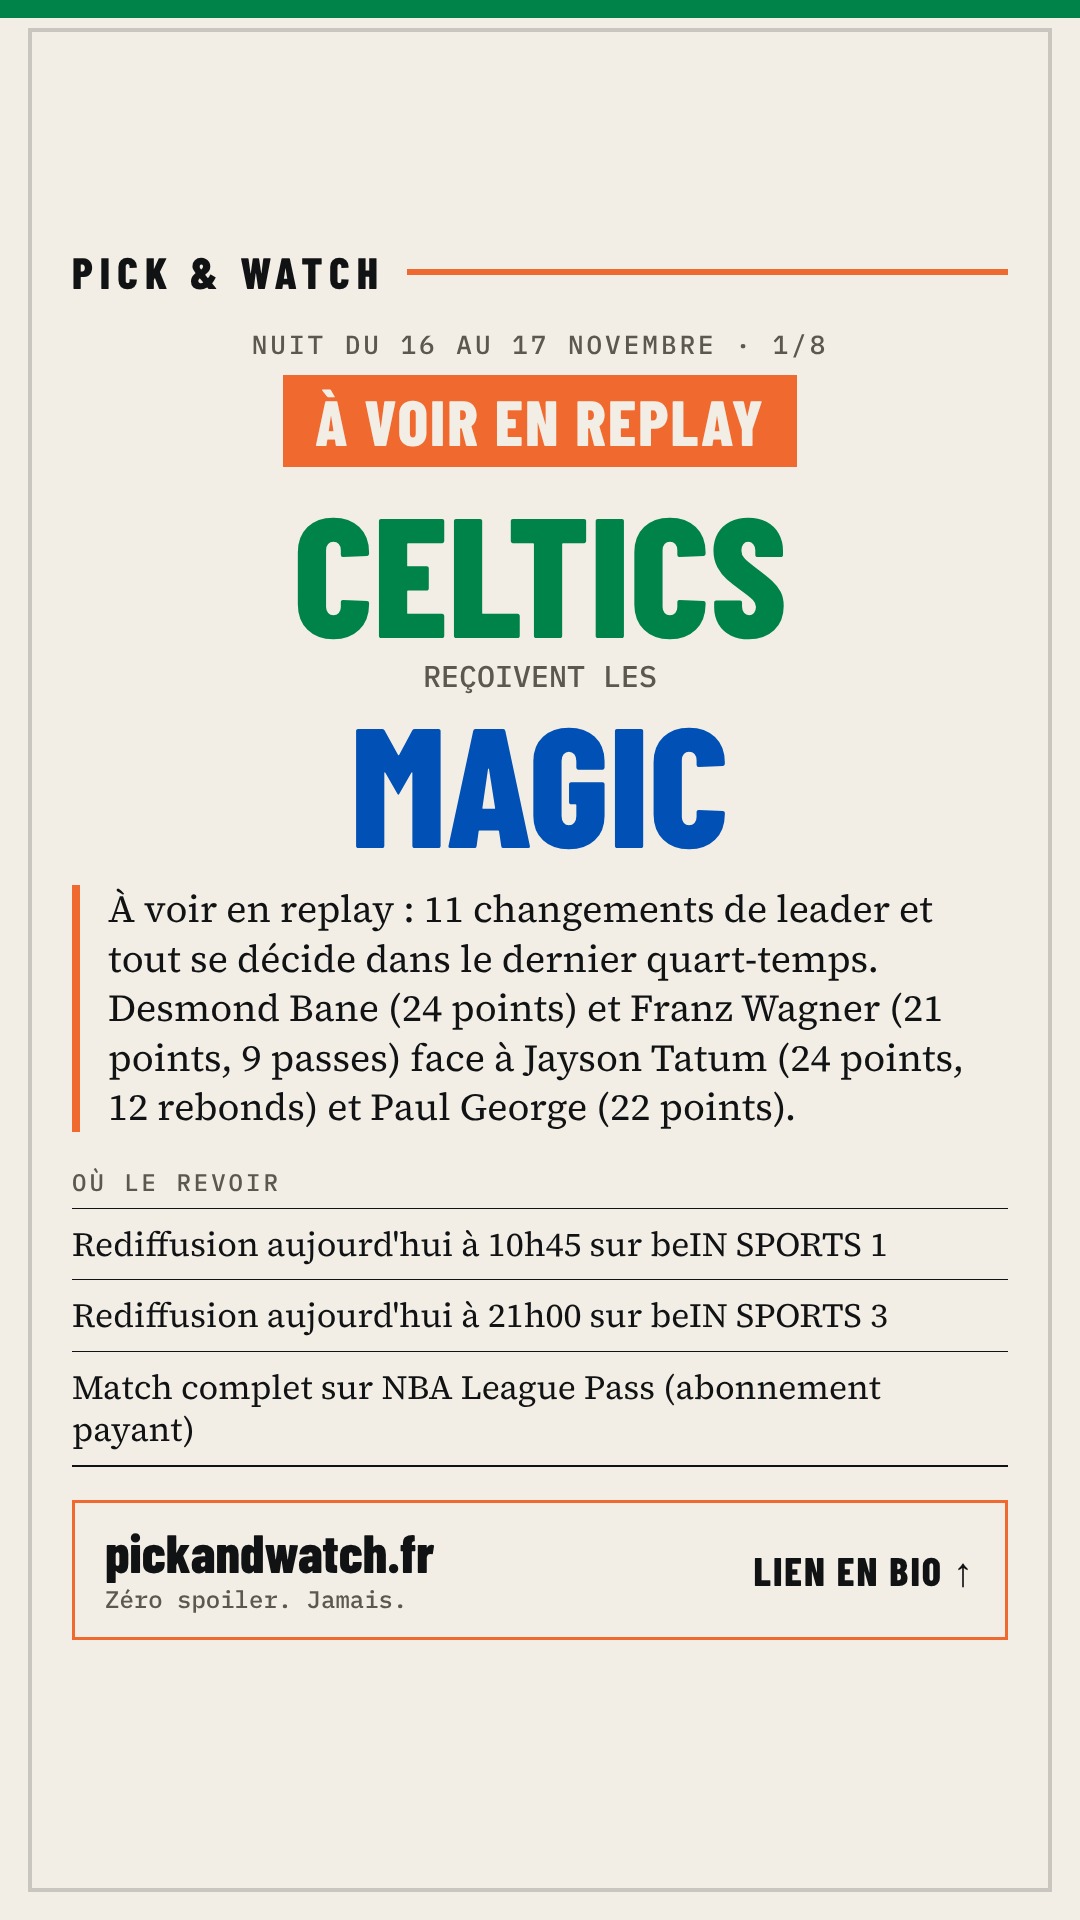 PICK & WATCH
NUIT DU 16 AU 17 NOVEMBRE · 1/8
À VOIR EN REPLAY
CELTICS
REÇOIVENT LES
MAGIC
À voir en replay : 11 changements de leader et
tout se décide dans le dernier quart-temps.
Desmond Bane (24 points) et Franz Wagner (21
points, 9 passes) face à Jayson Tatum (24 points,
12 rebonds) et Paul George (22 points).
OÙ LE REVOIR
Rediffusion aujourd'hui à 10h45 sur beIN SPORTS 1
Rediffusion aujourd'hui à 21h00 sur beIN SPORTS 3
Match complet sur NBA League Pass (abonnement
payant)
pickandwatch.fr
Zéro spoiler. Jamais.
LIEN EN BIO ↑